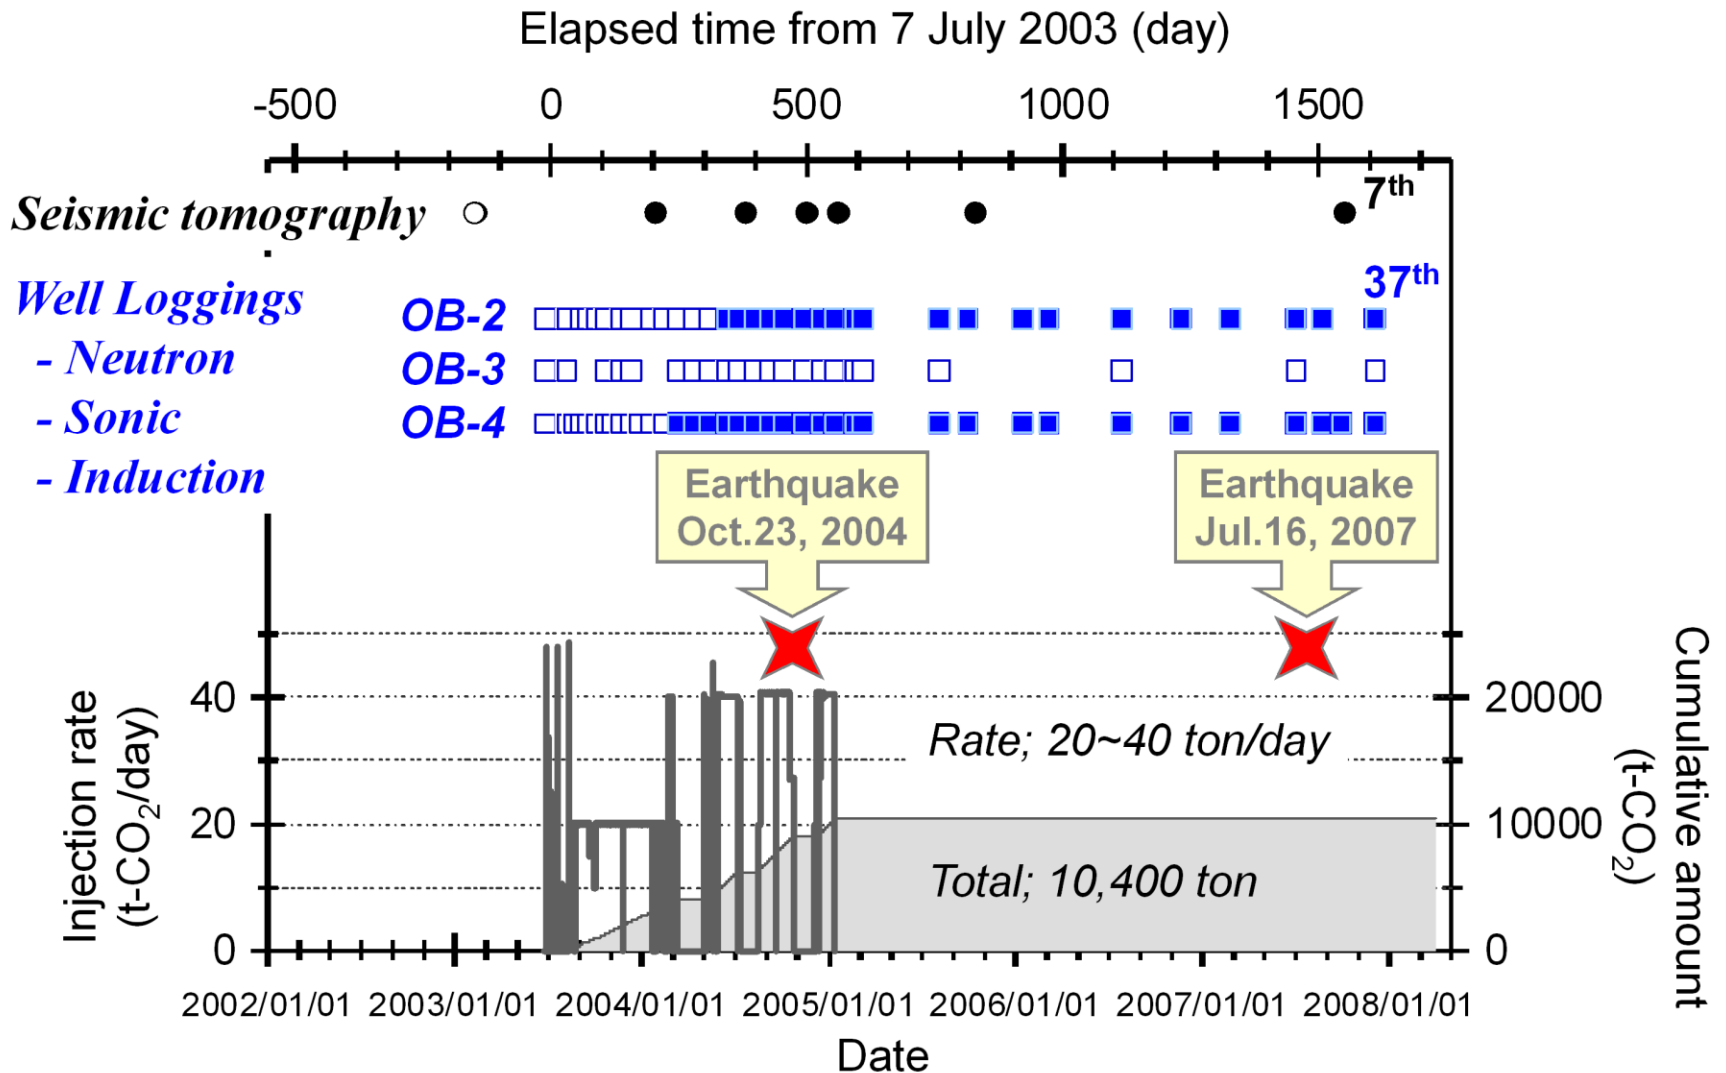 Elapsed time from 7 July 2003 (day)
-500 0 500 1000 1500
7th
Seismic tomography
37th
Well Loggings
OB-2
- Neutron
OB-3
- Sonic
OB-4
- Induction
Earthquake
Oct.23, 2004
Earthquake
Jul.16, 2007
Injection rate
(t-CO2/day)
40
20
0
Rate; 20~40 ton/day
Total; 10,400 ton
20000
10000
0
Cumulative amount
(t-CO2)
2002/01/01 2003/01/01 2004/01/01 2005/01/01 2006/01/01 2007/01/01 2008/01/01
Date